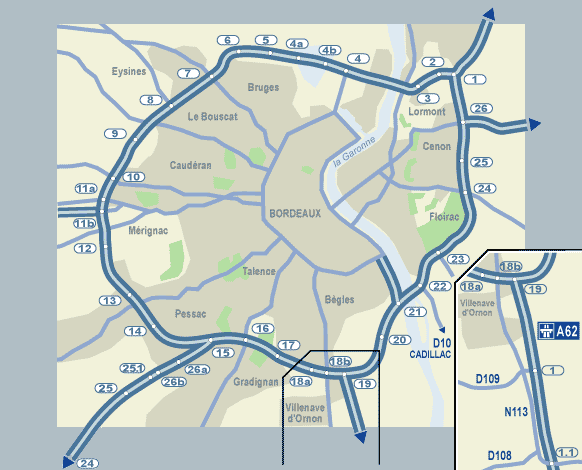 6
5
4a
4b
4
2
1
3
26
Eysines
7
Bruges
8
Le Bouscat
Lormont
9
la Garonne
Cenon
25
Caudéran
10
11a
24
11b
BORDEAUX
Floirac
Mérignac
12
23
18b
Talence
22
18a
19
13
Bègles
Villenave
d'Ornon
Pessac
21
14
16
20
D10
CADILLAC
A62
15
17
18b
25.1
26a
26b
25
Gradignan
18a
19
1
D109
Villenave
d'Ornon
N113
D108
1.1
24